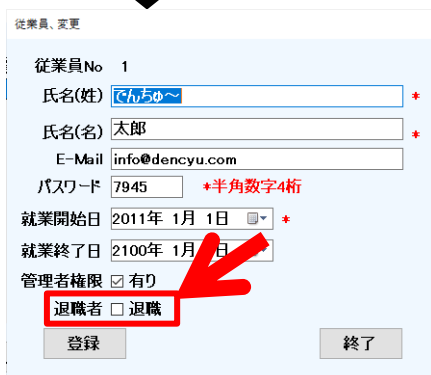 従業員、変更
従業員No 1
氏名(姓) でんちゅ～ *
氏名(名) 太郎 *
E-Mail info@dencyu.com
パスワード 7945 *半角数字4桁
就業開始日 2011年 1月 1日 *
就業終了日 2100年 1月 日
管理者権限 ☑ 有り
退職者 □ 退職
登録 終了